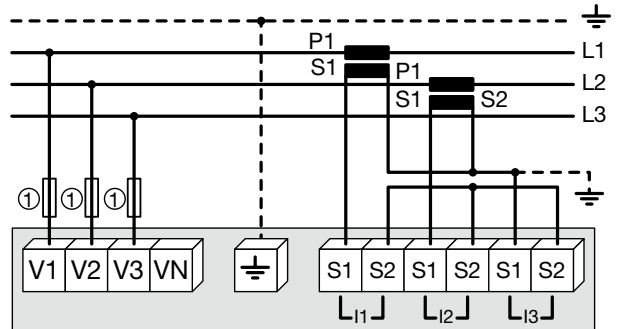 P1 L1
S1 P1 L2
S1 S2 L3
① ① ①
V1 V2 V3 VN S1 S2 S1 S2 S1 S2
I1 I2 I3